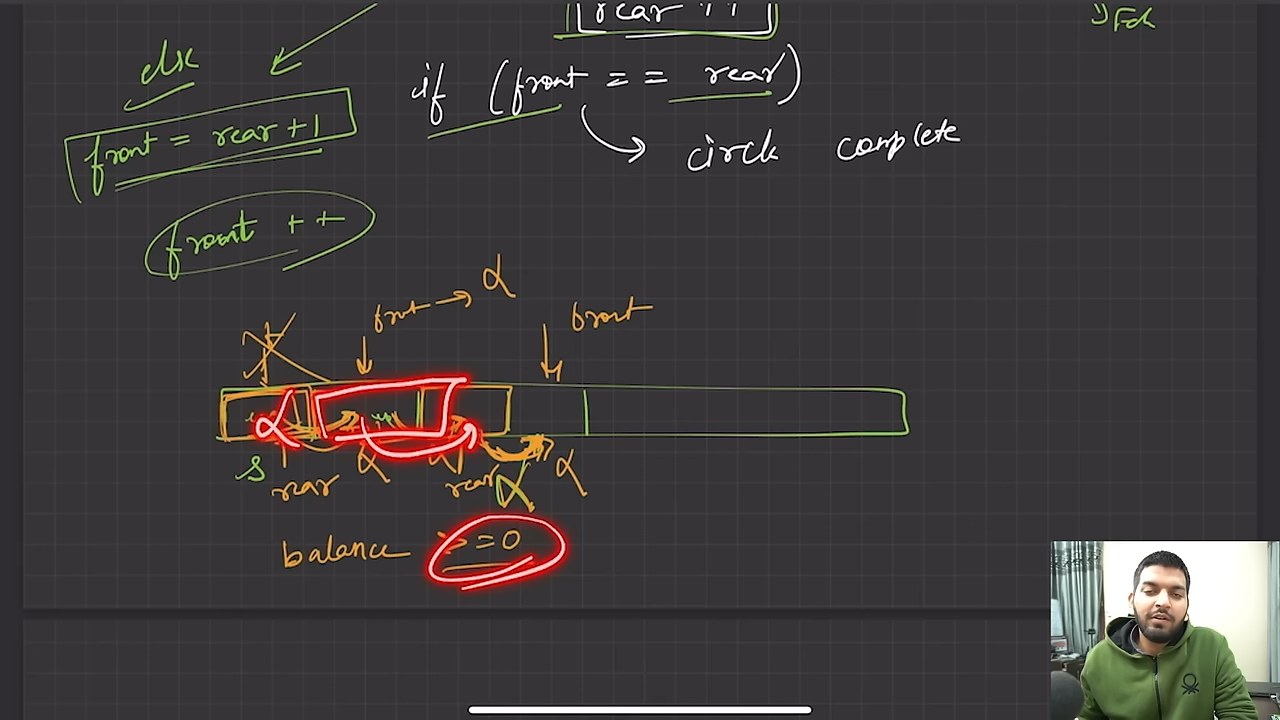 rear ++
if (front == rear)
circle complete
else
front = rear + 1
front ++
front → α
front
S
rear
α
rear
α
α
balance >= 0